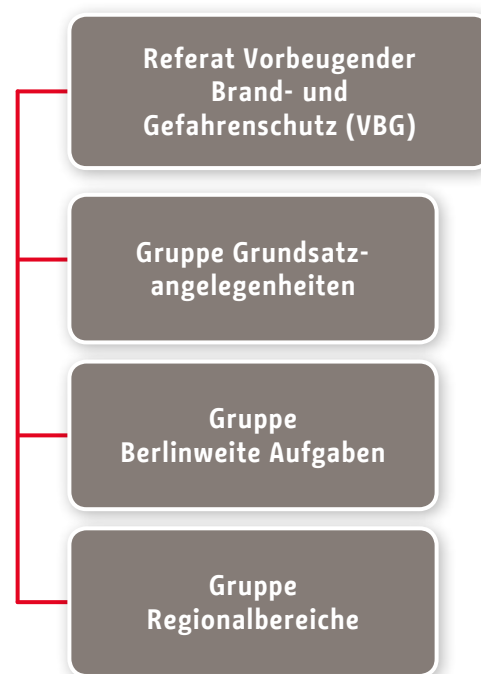 Referat Vorbeugender
Brand- und
Gefahrenschutz (VBG)
Gruppe Grundsatz-
angelegenheiten
Gruppe
Berlinweite Aufgaben
Gruppe
Regionalbereiche